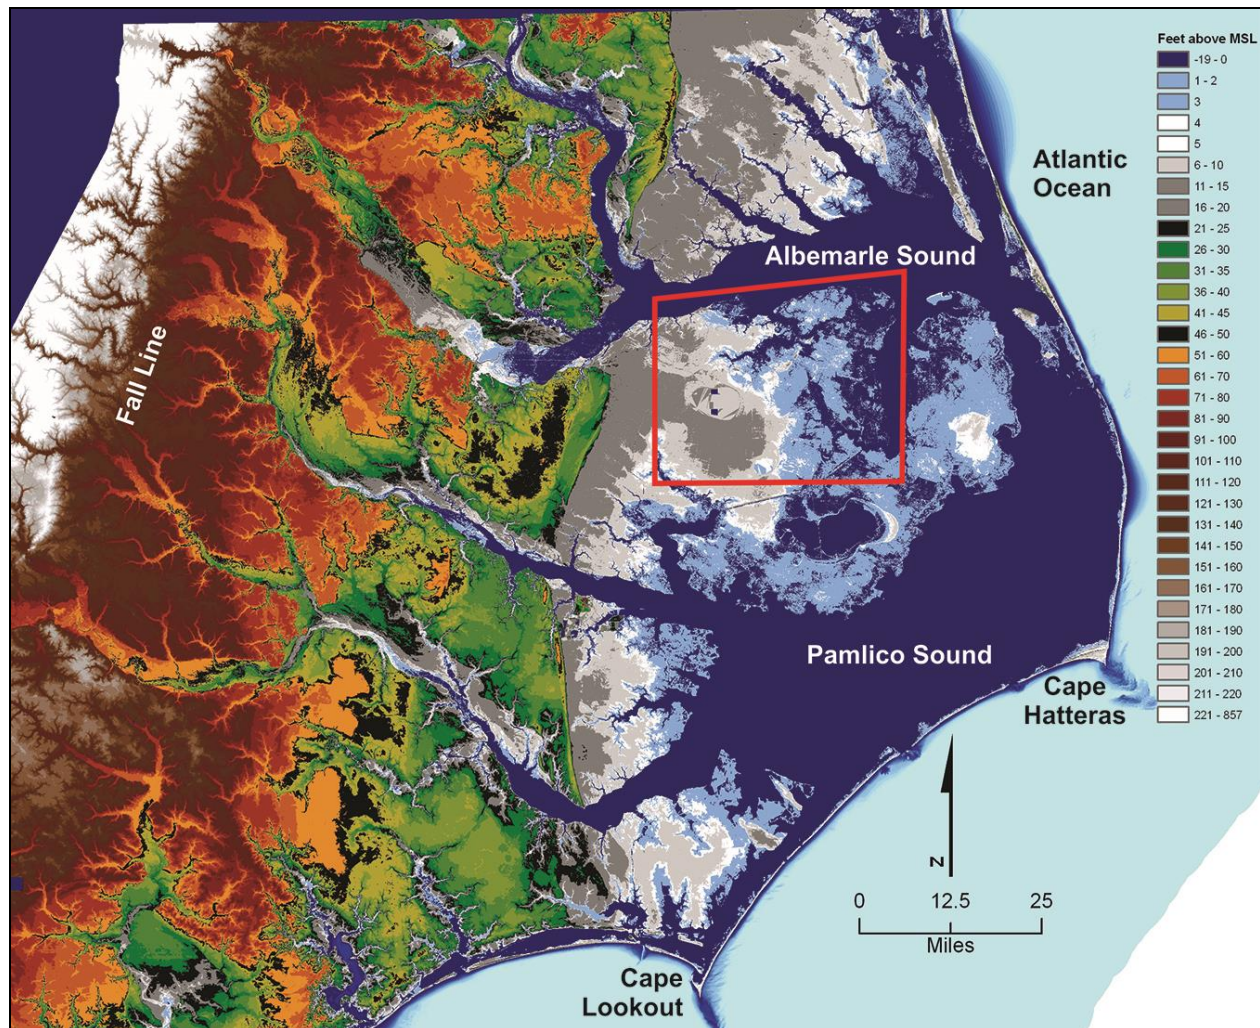 Feet above MSL
-19 - 0
1 - 2
3
4
5
6 - 10
11 - 15
16 - 20
21 - 25
26 - 30
31 - 35
36 - 40
41 - 45
46 - 50
51 - 60
61 - 70
71 - 80
81 - 90
91 - 100
101 - 110
111 - 120
121 - 130
131 - 140
141 - 150
151 - 160
161 - 170
171 - 180
181 - 190
191 - 200
201 - 210
211 - 220
221 - 857
Atlantic
Ocean
Albemarle Sound
Fall Line
Pamlico Sound
Cape
Hatteras
N
0 12.5 25
Miles
Cape
Lookout